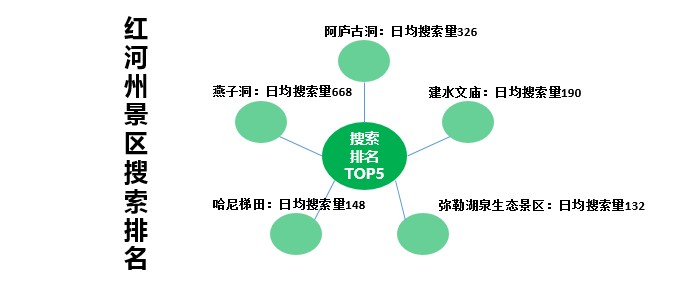 红河州景区搜索排名
阿庐古洞：日均搜索量326
燕子洞：日均搜索量668
建水文庙：日均搜索量190
搜索
排名
TOP5
哈尼梯田：日均搜索量148
弥勒湖泉生态景区：日均搜索量132